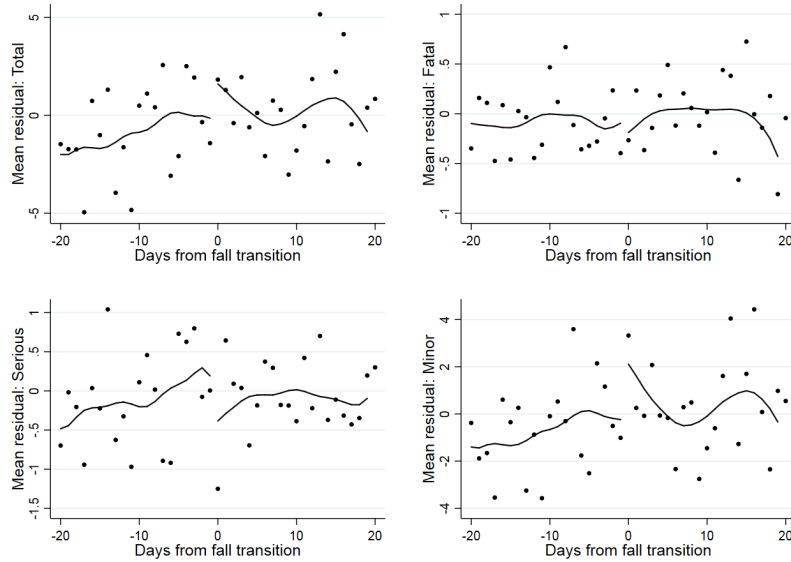 Mean residual: Total
5
0
-5
-20 -10 0 10 20
Days from fall transition
Mean residual: Fatal
1
.5
0
-.5
-1
-20 -10 0 10 20
Days from fall transition
Mean residual: Serious
1
.5
0
-.5
-1
-1.5
-20 -10 0 10 20
Days from fall transition
Mean residual: Minor
4
2
0
-2
-4
-20 -10 0 10 20
Days from fall transition